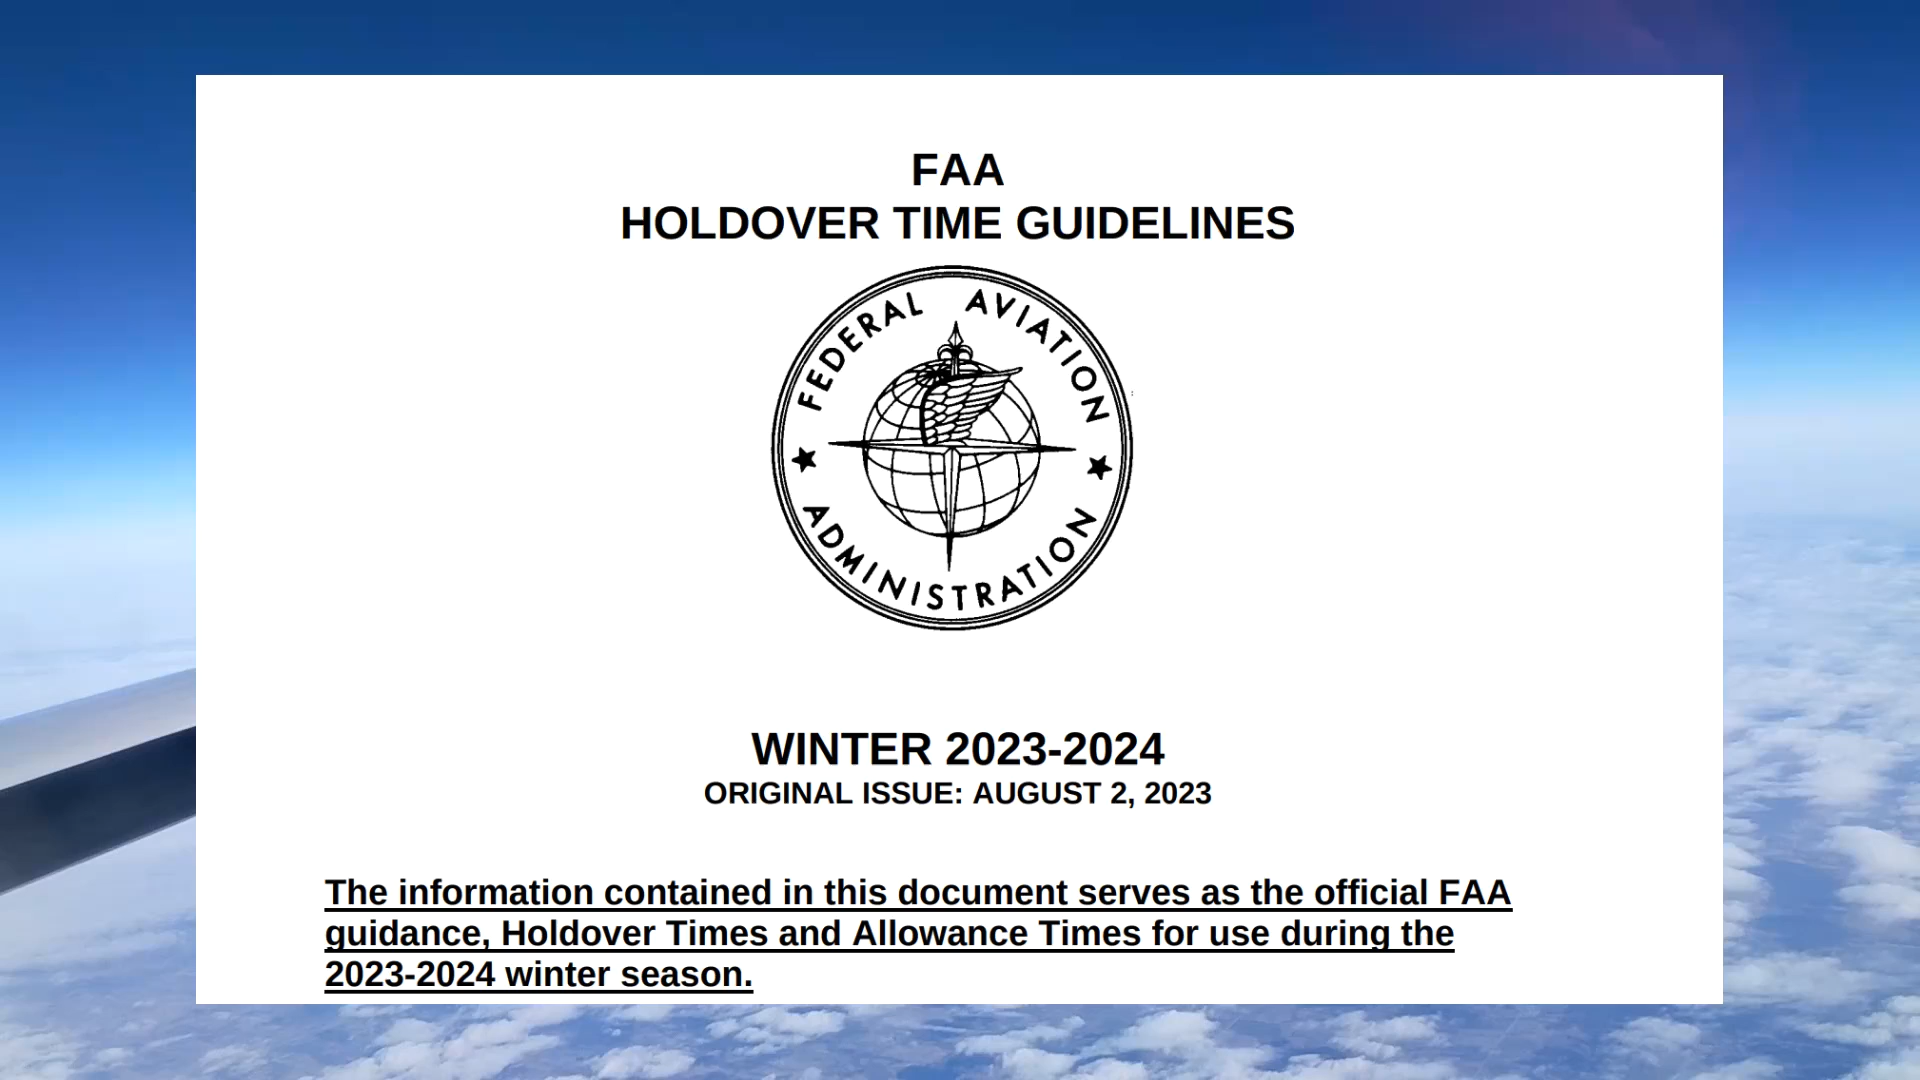 FAA
HOLDOVER TIME GUIDELINES
FEDERAL AVIATION
ADMINISTRATION
WINTER 2023-2024
ORIGINAL ISSUE: AUGUST 2, 2023
The information contained in this document serves as the official FAA
guidance, Holdover Times and Allowance Times for use during the
2023-2024 winter season.